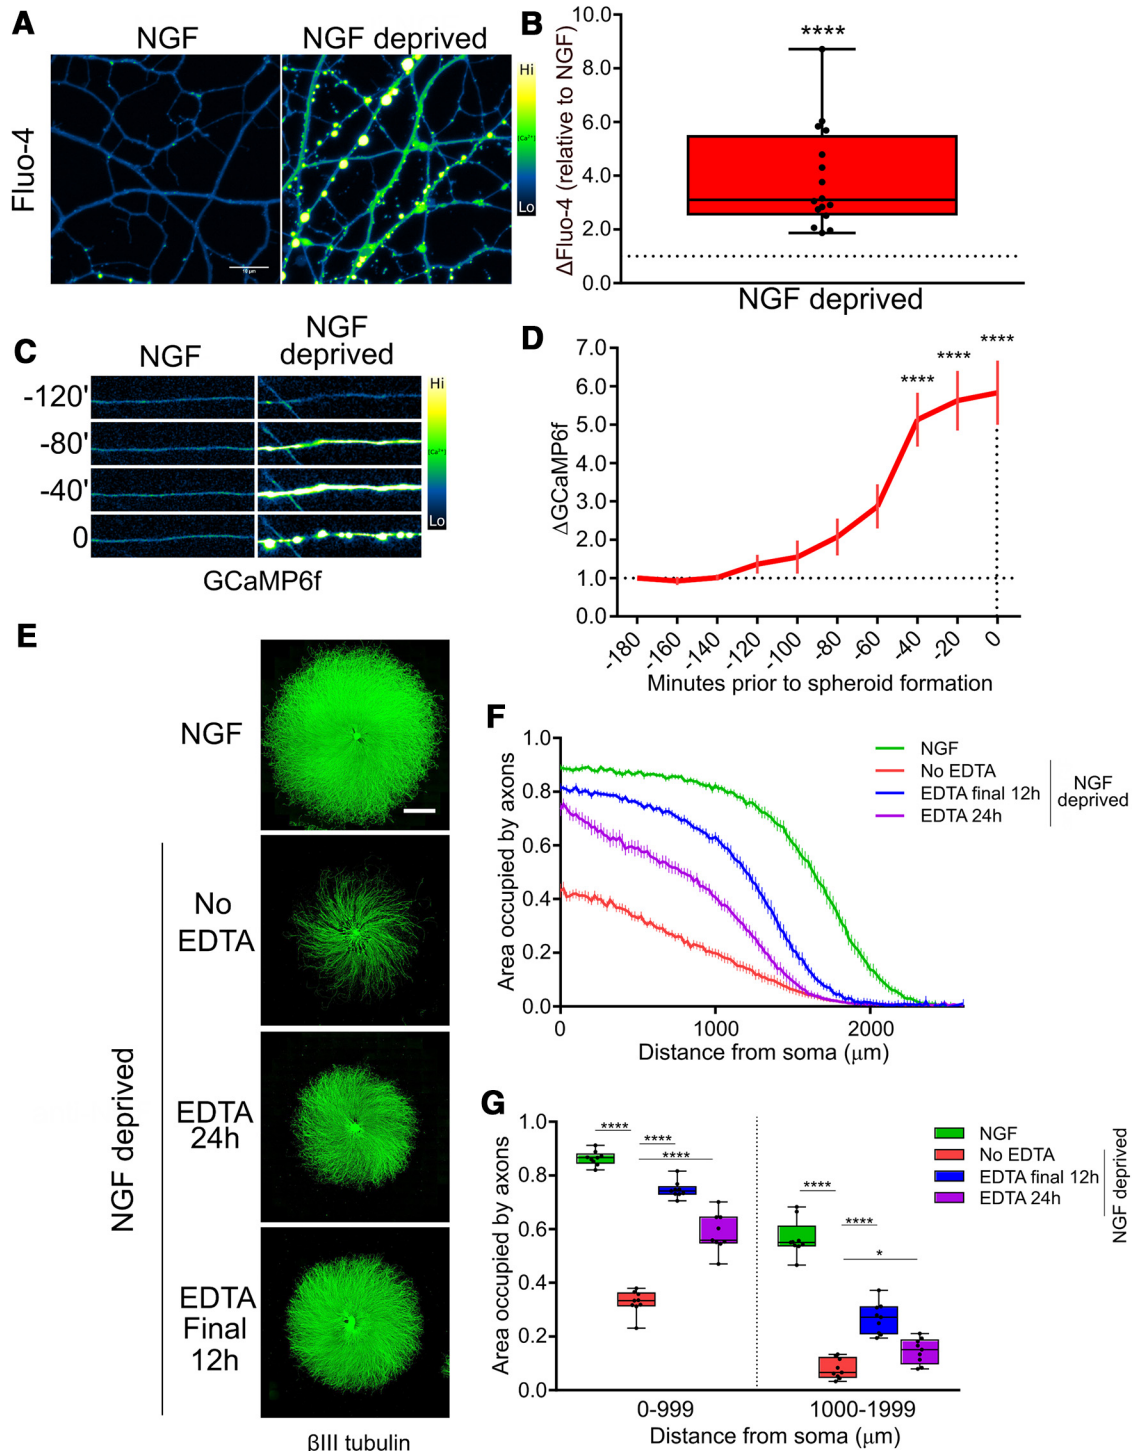 A
NGF
NGF deprived
Fluo-4
Hi
[Ca²⁺]
Lo
10 µm
B
10.0
8.0
6.0
4.0
2.0
0.0
ΔFluo-4 (relative to NGF)
****
NGF deprived
C
NGF
NGF
deprived
-120'
-80'
-40'
0
Hi
[Ca²⁺]
Lo
GCaMP6f
D
7.0
6.0
5.0
4.0
3.0
2.0
1.0
0.0
ΔGCaMP6f
****
****
****
-180
-160
-140
-120
-100
-80
-60
-40
-20
0
Minutes prior to spheroid formation
E
NGF
No
EDTA
EDTA
24h
EDTA
Final
12h
NGF deprived
βIII tubulin
F
1.0
0.8
0.6
0.4
0.2
0.0
Area occupied by axons
0
1000
2000
Distance from soma (µm)
NGF
No EDTA
EDTA final 12h
EDTA 24h
NGF
deprived
G
1.0
0.8
0.6
0.4
0.2
0.0
Area occupied by axons
****
****
****
****
****
*
0-999
1000-1999
Distance from soma (µm)
NGF
No EDTA
EDTA final 12h
EDTA 24h
NGF deprived